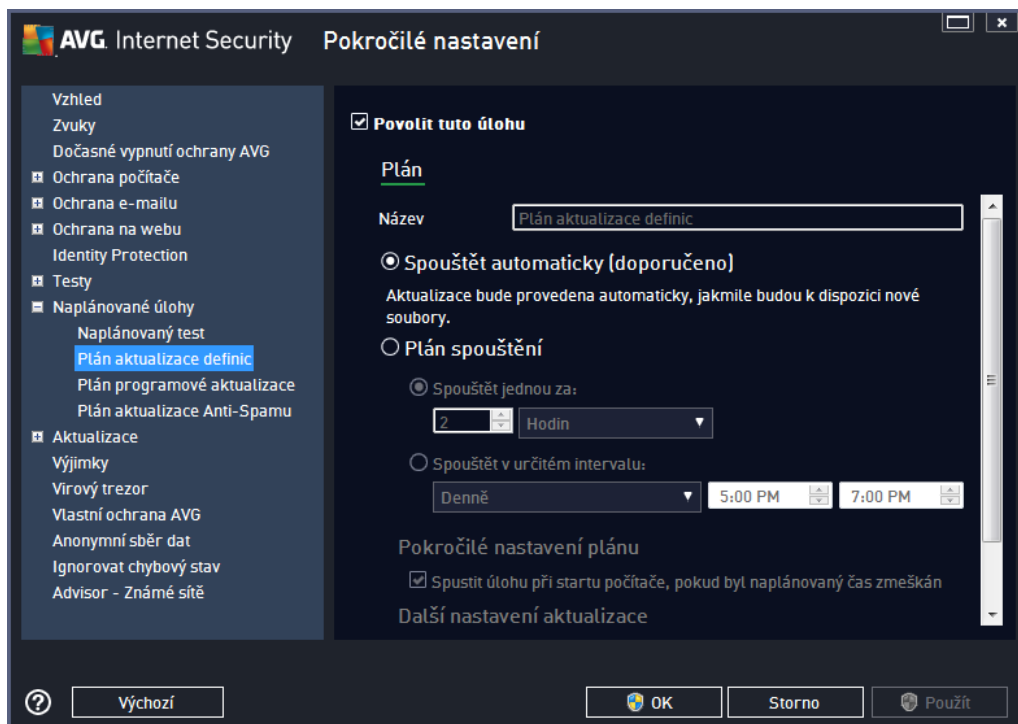 AVG. Internet Security Pokročilé nastavení
Vzhled
Zvuky
Dočasné vypnutí ochrany AVG
Ochrana počítače
Ochrana e-mailu
Ochrana na webu
Identity Protection
Testy
Naplánované úlohy
Naplánovaný test
Plán aktualizace definic
Plán programové aktualizace
Plán aktualizace Anti-Spamu
Aktualizace
Výjimky
Virový trezor
Vlastní ochrana AVG
Anonymní sběr dat
Ignorovat chybový stav
Advisor - Známé sítě
Povolit tuto úlohu
Plán
Název Plán aktualizace definic
Spouštět automaticky (doporučeno)
Aktualizace bude provedena automaticky, jakmile budou k dispozici nové
soubory.
Plán spouštění
Spouštět jednou za:
2 Hodin
Spouštět v určitém intervalu:
Denně 5:00 PM 7:00 PM
Pokročilé nastavení plánu
Spustit úlohu při startu počítače, pokud byl naplánovaný čas zmeškán
Další nastavení aktualizace
? Výchozí OK Storno Použít